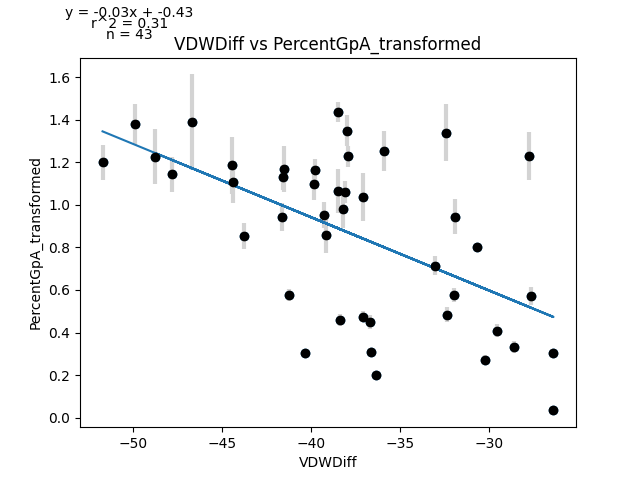 y = -0.03x + -0.43
r^2 = 0.31
n = 43
VDWDiff vs PercentGpA_transformed
PercentGpA_transformed
1.6
1.4
1.2
1.0
0.8
0.6
0.4
0.2
0.0
−50
−45
−40
−35
−30
VDWDiff